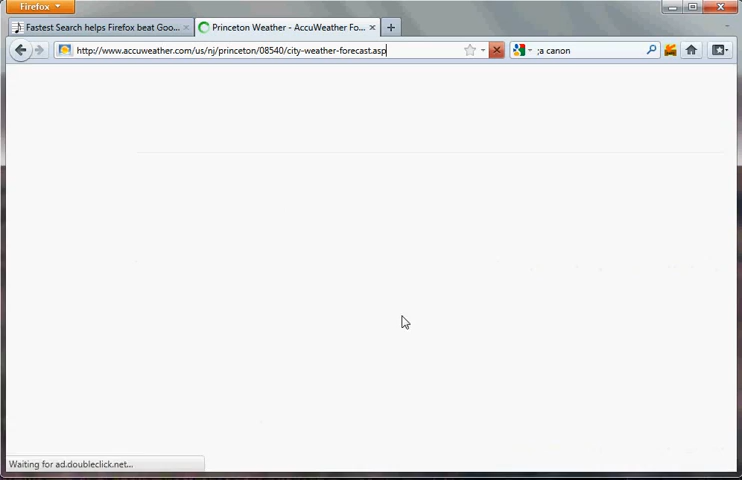 Firefox
Fastest Search helps Firefox beat Goo...
Princeton Weather - AccuWeather Fo...
http://www.accuweather.com/us/nj/princeton/08540/city-weather-forecast.asp
;a canon
Waiting for ad.doubleclick.net...